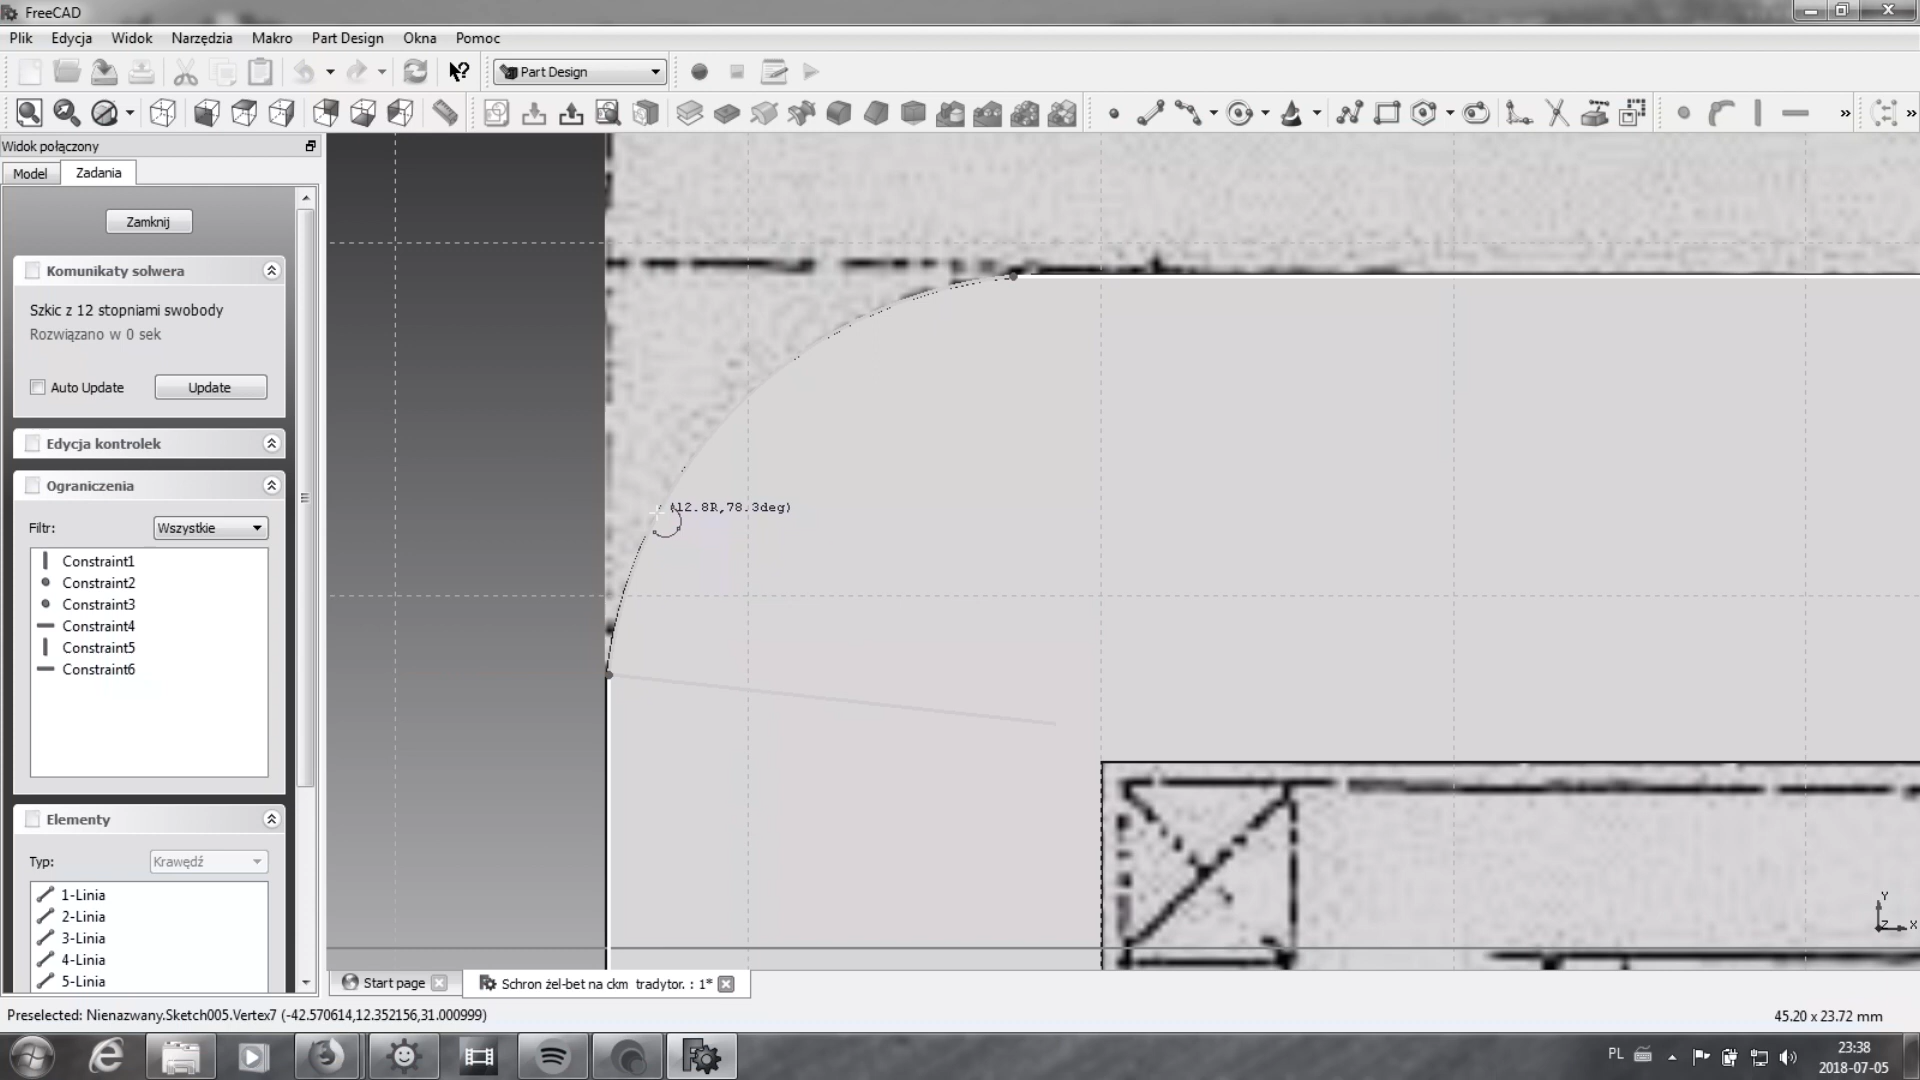 FreeCAD
Plik Edycja Widok Narzędzia Makro Part Design Okna Pomoc
Part Design
Widok połączony
Model Zadania
Zamknij
Komunikaty solwera
Szkic z 12 stopniami swobody
Rozwiązano w 0 sek
Auto Update Update
Edycja kontrolek
Ograniczenia
Filtr: Wszystkie
Constraint1
Constraint2
Constraint3
Constraint4
Constraint5
Constraint6
Elementy
Typ: Krawędź
1-Linia
2-Linia
3-Linia
4-Linia
5-Linia
(12.8R,78.3deg)
Y
Z X
Start page Schron żel-bet na ckm tradytor. : 1*
Preselected: Nienazwany.Sketch005.Vertex7 (-42.570614,12.352156,31.000999) 45.20 x 23.72 mm
PL 23:38
2018-07-05